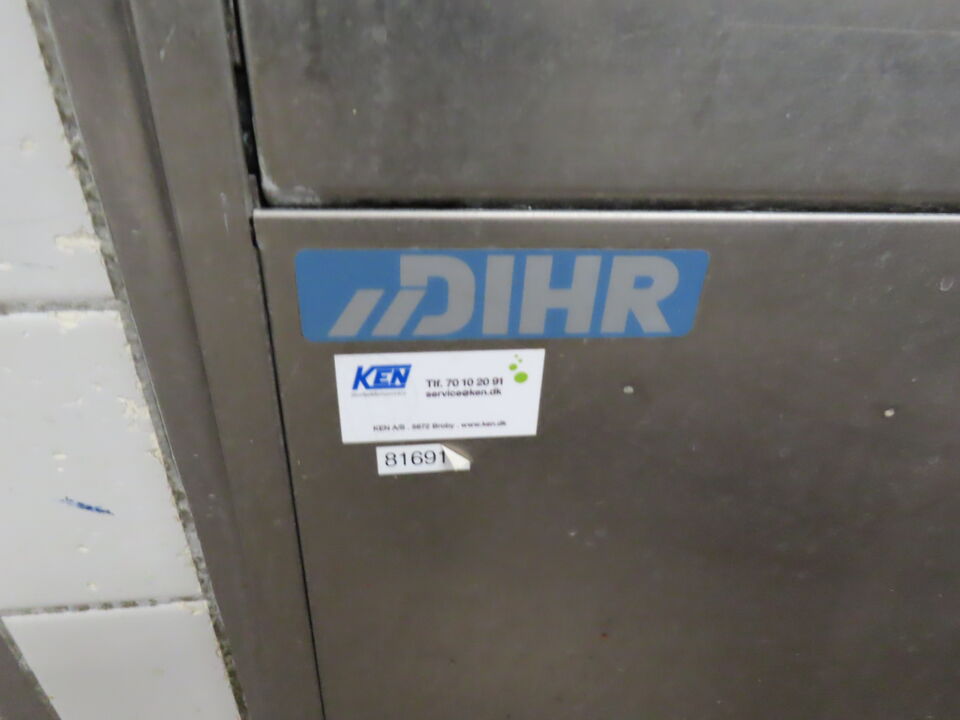 DIHR
KEN
Tlf. 70 10 20 91
service@ken.dk
KEN A/S . 5672 Broby . www.ken.dk
81691